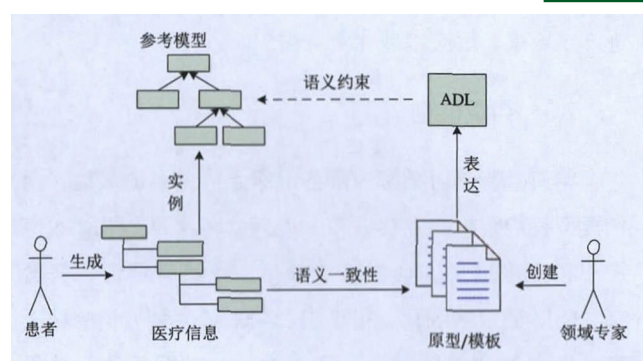 参考模型
语义约束
ADL
实例
表达
生成
语义一致性
创建
患者
医疗信息
原型/模板
领域专家